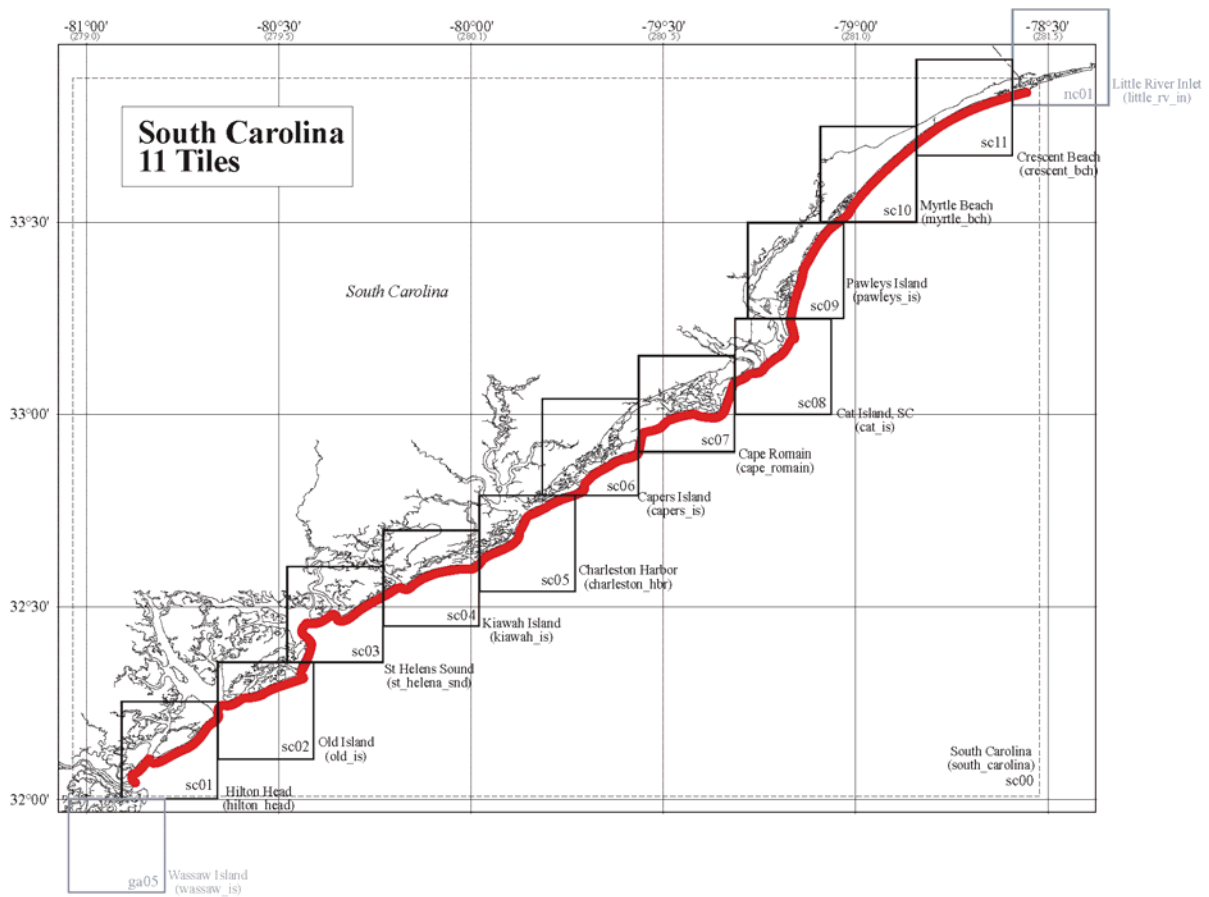 -81°00'
(279.0)
-80°30'
(279.5)
-80°00'
(280.1)
-79°30'
(280.5)
-79°00'
(281.0)
-78°30'
(281.5)
South Carolina
11 Tiles
nc01
Little River Inlet
(little_rv_in)
sc11
Crescent Beach
(crescent_bch)
sc10
Myrtle Beach
(myrtle_bch)
33°30'
South Carolina
sc09
Pawleys Island
(pawleys_is)
33°00'
sc08
Cat Island, SC
(cat_is)
sc07
Cape Romain
(cape_romain)
sc06
Capers Island
(capers_is)
sc05
Charleston Harbor
(charleston_hbr)
32°30'
sc04
Kiawah Island
(kiawah_is)
sc03
St Helens Sound
(st_helena_snd)
sc02
Old Island
(old_is)
South Carolina
(south_carolina)
sc00
32°00'
sc01
Hilton Head
(hilton_head)
ga05
Wassaw Island
(wassaw_is)